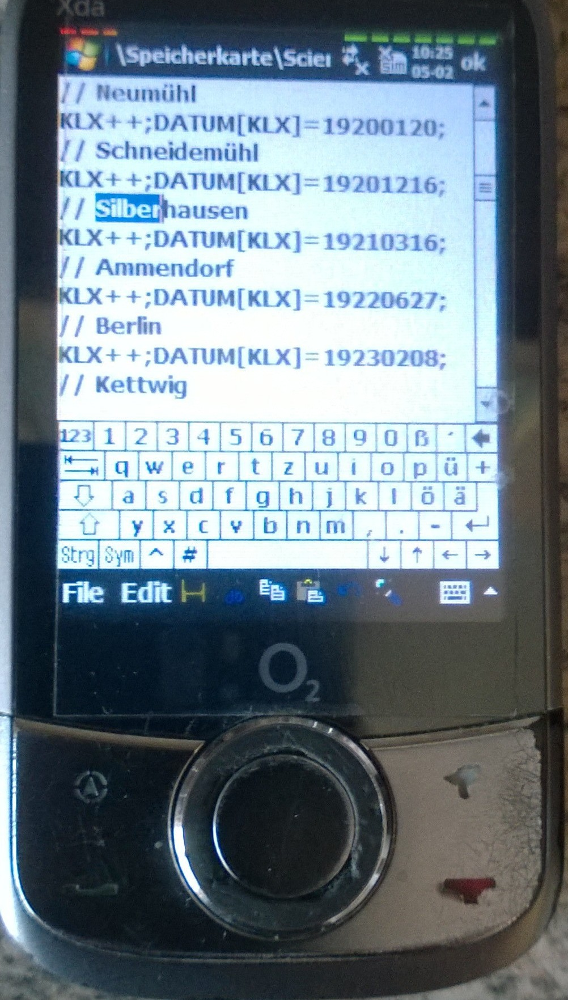 Xda
\Speicherkarte\Scie
10:25
05-02
ok
// Neumühl
KLX++;DATUM[KLX]=19200120;
// Schneidemühl
KLX++;DATUM[KLX]=19201216;
// Silberhausen
KLX++;DATUM[KLX]=19210316;
// Ammendorf
KLX++;DATUM[KLX]=19220627;
// Berlin
KLX++;DATUM[KLX]=19230208;
// Kettwig
123 1 2 3 4 5 6 7 8 9 0 ß ´
q w e r t z u i o p ü +
a s d f g h j k l ö ä
y x c v b n m , . -
Strg Sym ^ # ↓ ↑ ← →
File Edit
O2